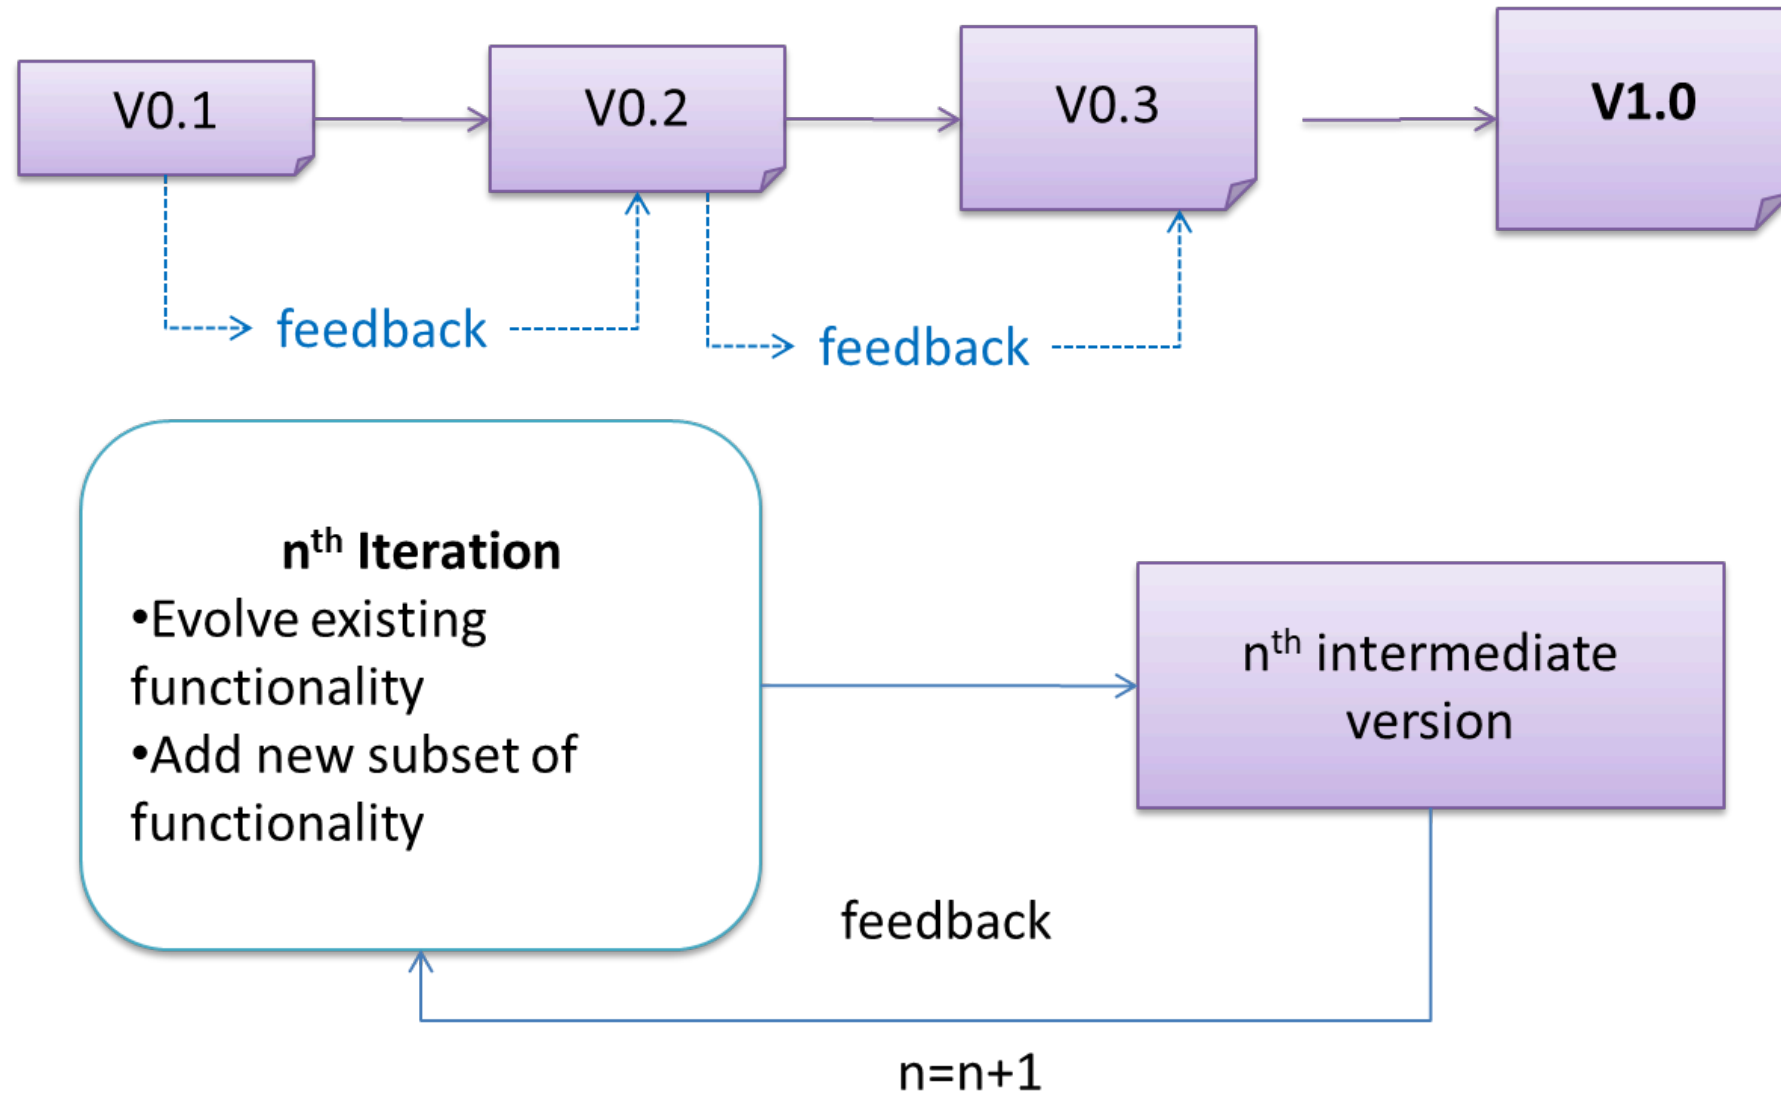 V0.1
V0.2
V0.3
V1.0
feedback
feedback
nth Iteration
•Evolve existing
functionality
•Add new subset of
functionality
nth intermediate
version
feedback
n=n+1